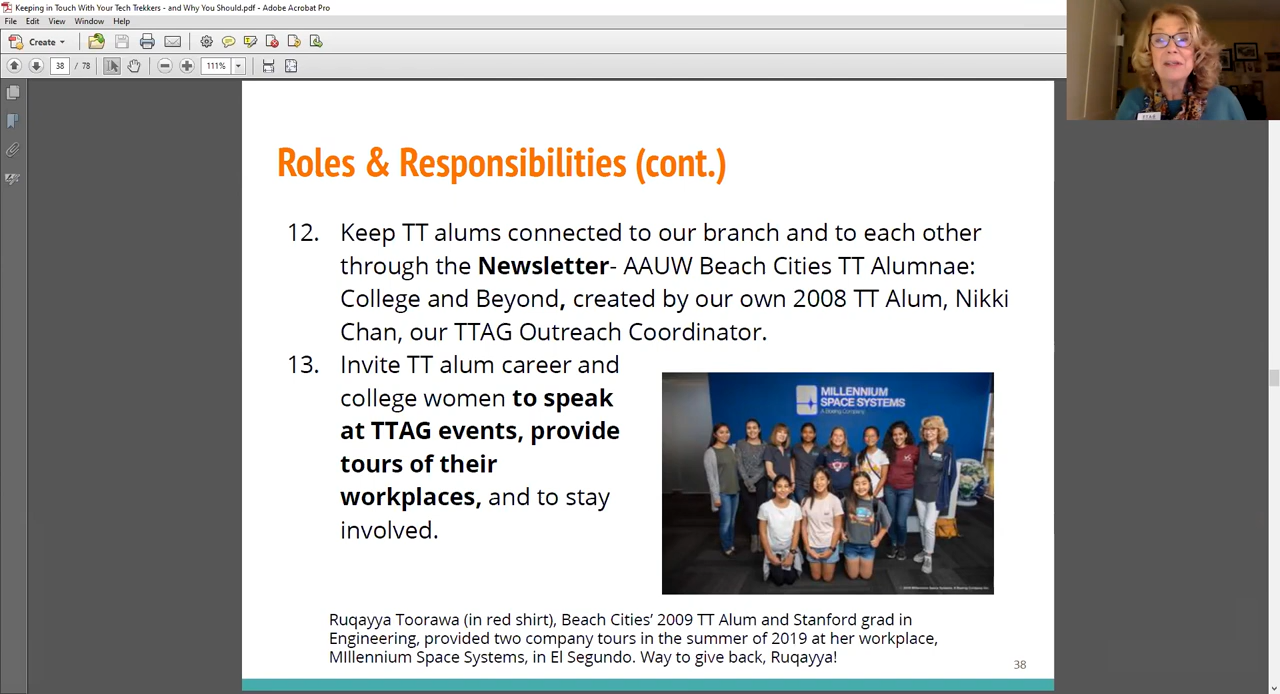 Keeping in Touch With Your Tech Trekkers - and Why You Should.pdf - Adobe Acrobat Pro
File Edit View Window Help
Create
38 / 78 111%
Roles & Responsibilities (cont.)
12. Keep TT alums connected to our branch and to each other
through the Newsletter- AAUW Beach Cities TT Alumnae:
College and Beyond, created by our own 2008 TT Alum, Nikki
Chan, our TTAG Outreach Coordinator.
13. Invite TT alum career and
college women to speak
at TTAG events, provide
tours of their
workplaces, and to stay
involved.
MILLENNIUM
SPACE SYSTEMS
A Boeing Company
Ruqayya Toorawa (in red shirt), Beach Cities’ 2009 TT Alum and Stanford grad in
Engineering, provided two company tours in the summer of 2019 at her workplace,
MIllennium Space Systems, in El Segundo. Way to give back, Ruqayya!
38